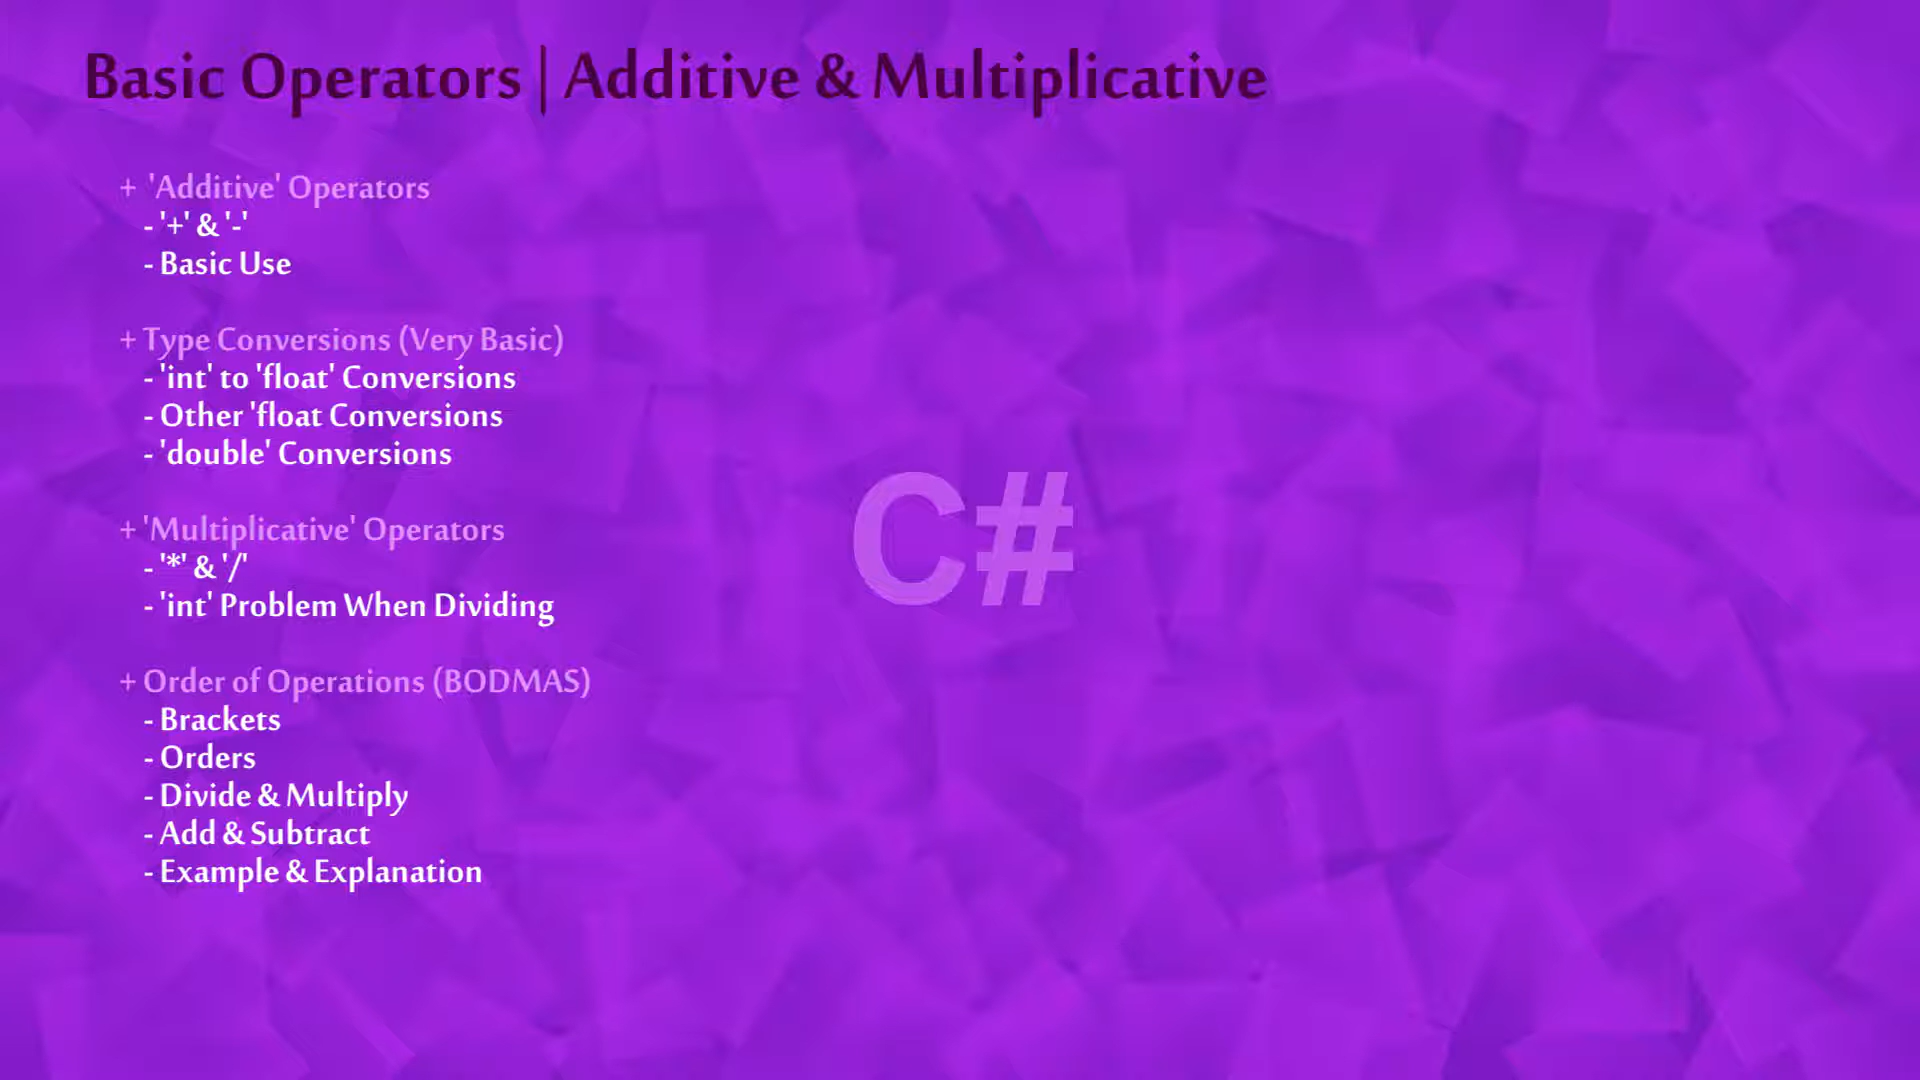 Basic Operators | Additive & Multiplicative
+ 'Additive' Operators
- '+' & '-'
- Basic Use
+ Type Conversions (Very Basic)
- 'int' to 'float' Conversions
- Other 'float Conversions
- 'double' Conversions
C#
+ 'Multiplicative' Operators
- '*' & '/'
- 'int' Problem When Dividing
+ Order of Operations (BODMAS)
- Brackets
- Orders
- Divide & Multiply
- Add & Subtract
- Example & Explanation